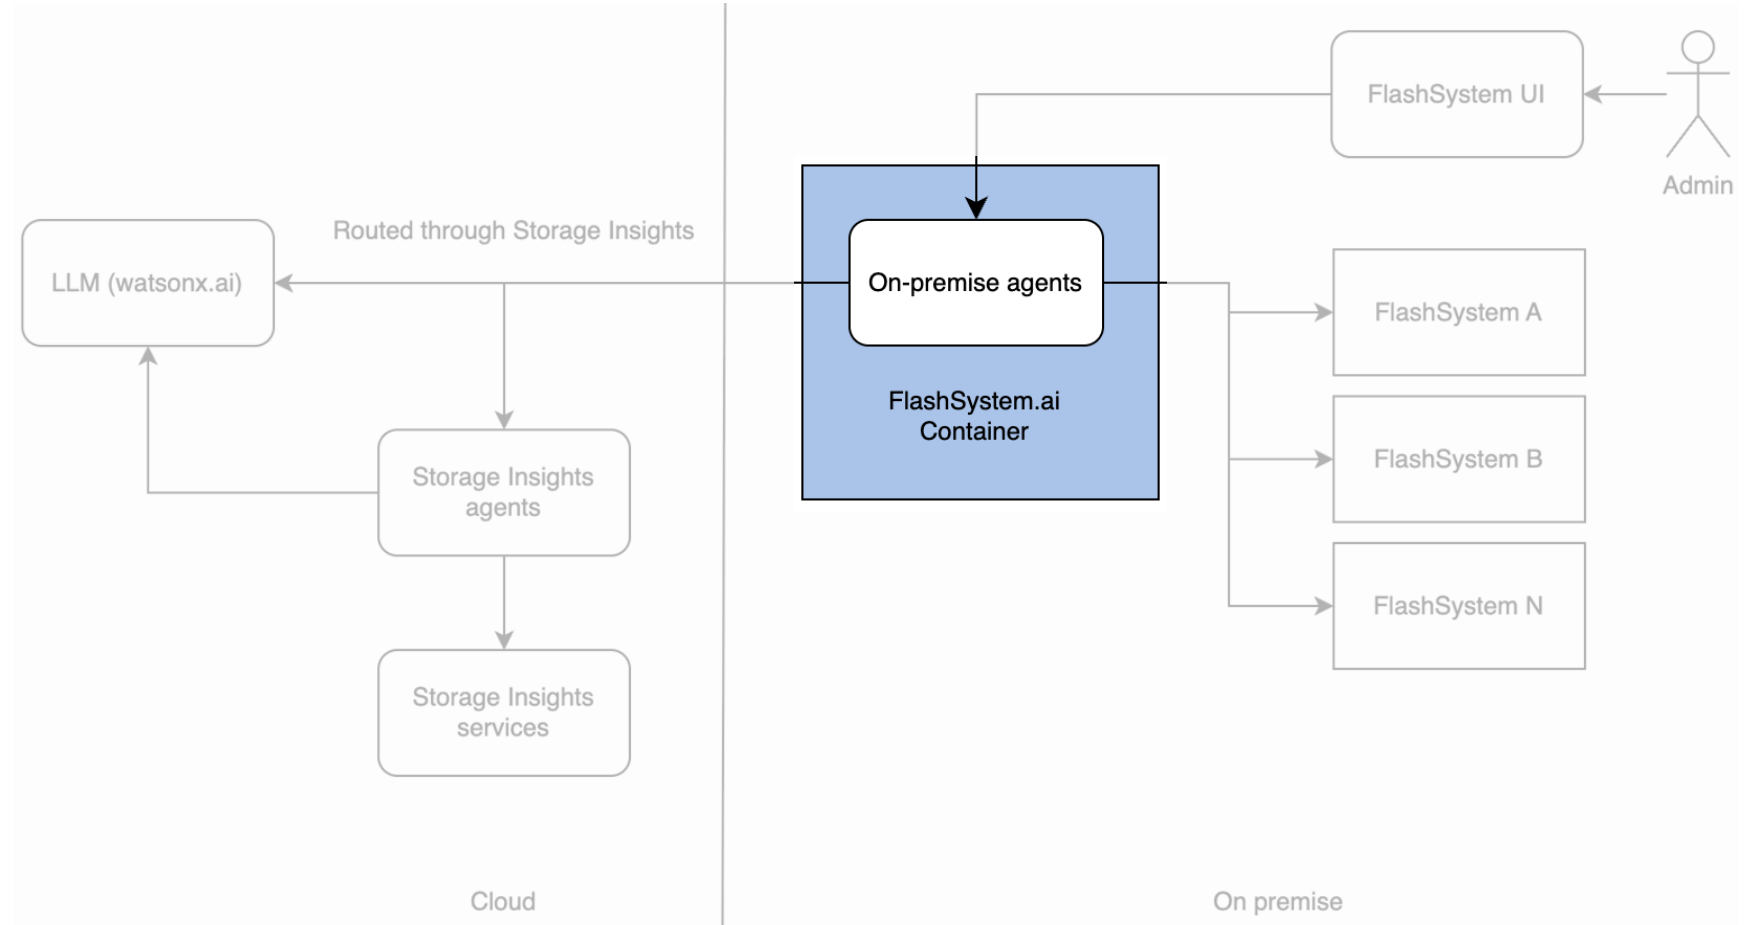 FlashSystem UI
Admin
Routed through Storage Insights
LLM (watsonx.ai)
On-premise agents
FlashSystem.ai
Container
FlashSystem A
FlashSystem B
FlashSystem N
Storage Insights
agents
Storage Insights
services
Cloud
On premise